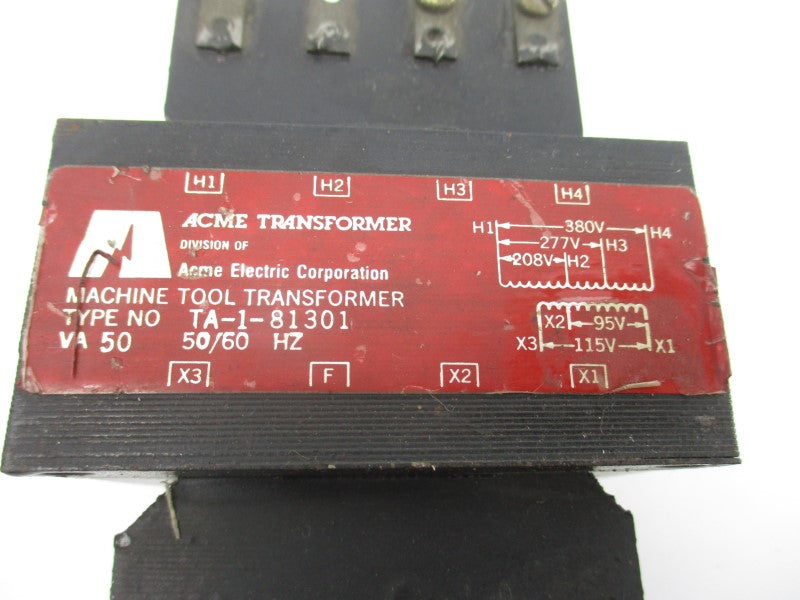 H1 H2 H3 H4
ACME TRANSFORMER
DIVISION OF
Acme Electric Corporation
MACHINE TOOL TRANSFORMER
TYPE NO TA-1-81301
VA 50 50/60 HZ
H1 380V H4
277V H3
208V H2
X2 95V
X3 115V X1
X3 F X2 X1